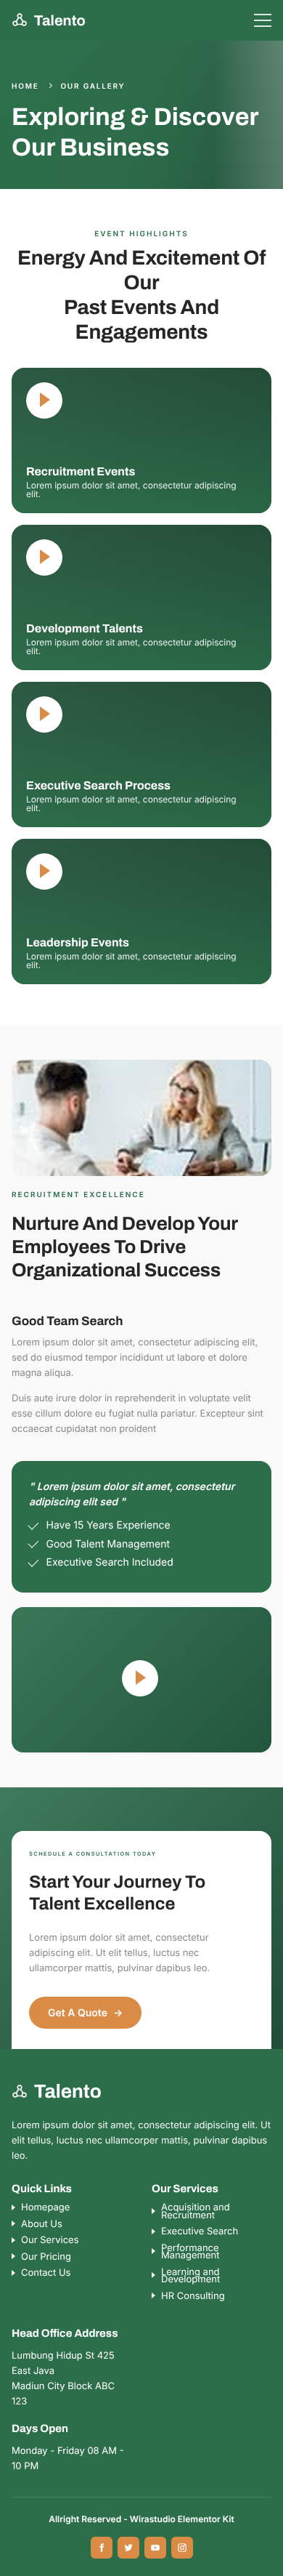 Talento
HOME > OUR GALLERY
Exploring & Discover
Our Business
EVENT HIGHLIGHTS
Energy And Excitement Of
Our
Past Events And
Engagements
Recruitment Events
Lorem ipsum dolor sit amet, consectetur adipiscing
elit.
Development Talents
Lorem ipsum dolor sit amet, consectetur adipiscing
elit.
Executive Search Process
Lorem ipsum dolor sit amet, consectetur adipiscing
elit.
Leadership Events
Lorem ipsum dolor sit amet, consectetur adipiscing
elit.
RECRUITMENT EXCELLENCE
Nurture And Develop Your
Employees To Drive
Organizational Success
Good Team Search
Lorem ipsum dolor sit amet, consectetur adipiscing elit,
sed do eiusmod tempor incididunt ut labore et dolore
magna aliqua.
Duis aute irure dolor in reprehenderit in voluptate velit
esse cillum dolore eu fugiat nulla pariatur. Excepteur sint
occaecat cupidatat non proident
" Lorem ipsum dolor sit amet, consectetur
adipiscing elit sed "
Have 15 Years Experience
Good Talent Management
Executive Search Included
SCHEDULE A CONSULTATION TODAY
Start Your Journey To
Talent Excellence
Lorem ipsum dolor sit amet, consectetur
adipiscing elit. Ut elit tellus, luctus nec
ullamcorper mattis, pulvinar dapibus leo.
Get A Quote →
Talento
Lorem ipsum dolor sit amet, consectetur adipiscing elit. Ut
elit tellus, luctus nec ullamcorper mattis, pulvinar dapibus
leo.
Quick Links
Homepage
About Us
Our Services
Our Pricing
Contact Us
Our Services
Acquisition and
Recruitment
Executive Search
Performance
Management
Learning and
Development
HR Consulting
Head Office Address
Lumbung Hidup St 425
East Java
Madiun City Block ABC
123
Days Open
Monday - Friday 08 AM -
10 PM
Allright Reserved - Wirastudio Elementor Kit